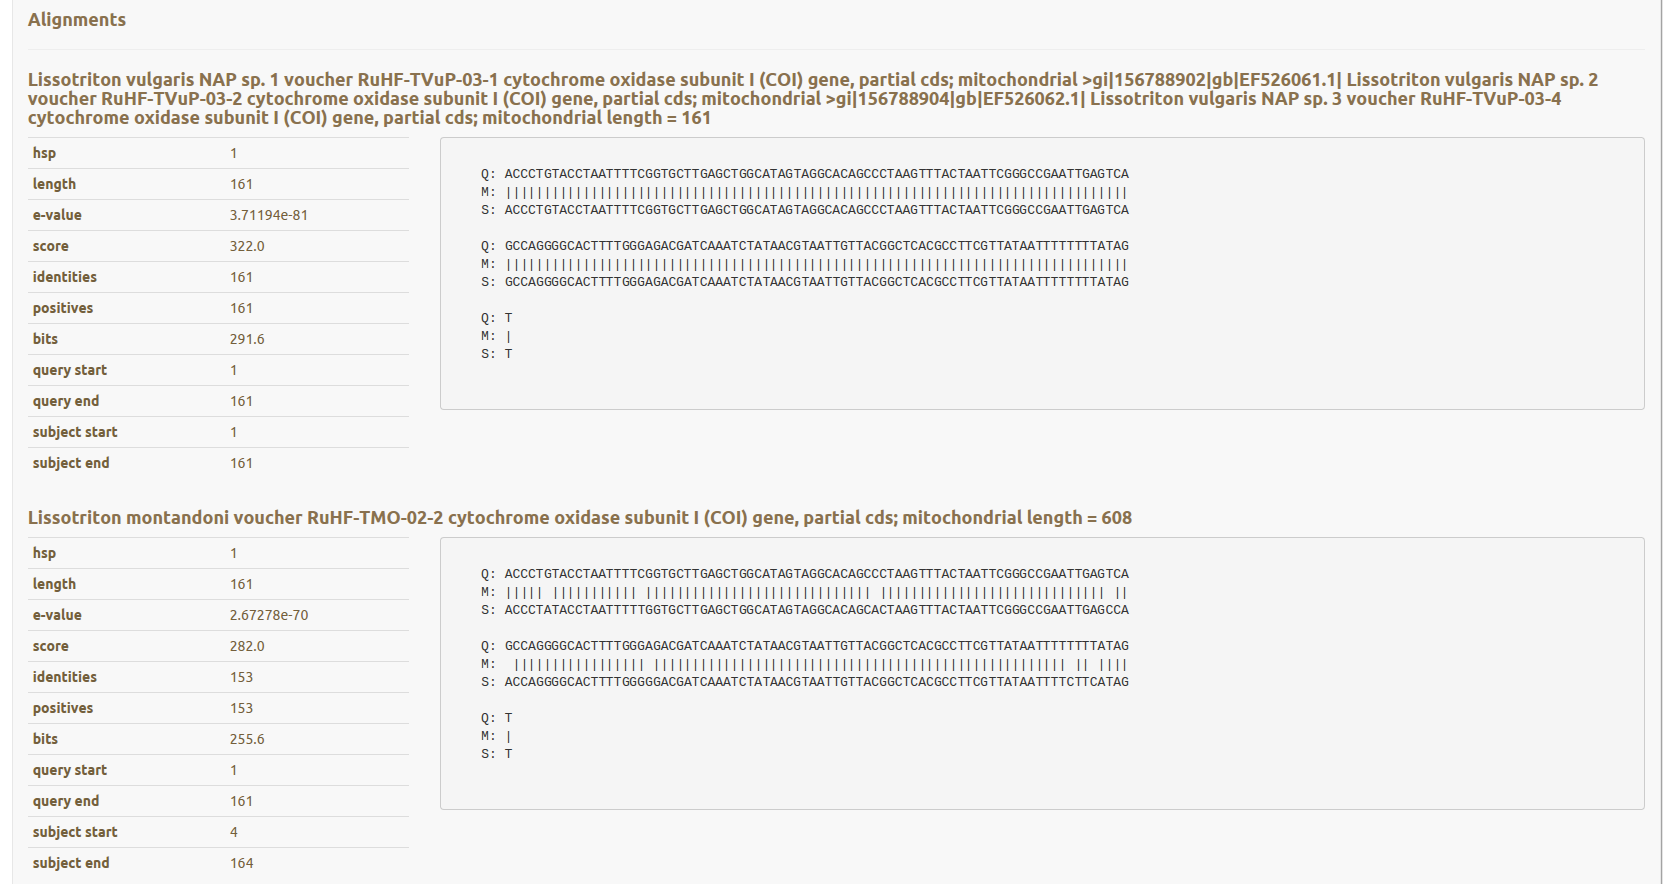 Alignments
Lissotriton vulgaris NAP sp. 1 voucher RuHF-TVuP-03-1 cytochrome oxidase subunit I (COI) gene, partial cds; mitochondrial >gi|156788902|gb|EF526061.1| Lissotriton vulgaris NAP sp. 2
voucher RuHF-TVuP-03-2 cytochrome oxidase subunit I (COI) gene, partial cds; mitochondrial >gi|156788904|gb|EF526062.1| Lissotriton vulgaris NAP sp. 3 voucher RuHF-TVuP-03-4
cytochrome oxidase subunit I (COI) gene, partial cds; mitochondrial length = 161
hsp 1
length 161
e-value 3.71194e-81
score 322.0
identities 161
positives 161
bits 291.6
query start 1
query end 161
subject start 1
subject end 161
Q: ACCCTGTACCTAATTTTCGGTGCTTGAGCTGGCATAGTAGGCACAGCCCTAAGTTTACTAATTCGGGCCGAATTGAGTCA
M: ||||||||||||||||||||||||||||||||||||||||||||||||||||||||||||||||||||||||||||||||
S: ACCCTGTACCTAATTTTCGGTGCTTGAGCTGGCATAGTAGGCACAGCCCTAAGTTTACTAATTCGGGCCGAATTGAGTCA
Q: GCCAGGGGCACTTTTGGGAGACGATCAAATCTATAACGTAATTGTTACGGCTCACGCCTTCGTTATAATTTTTTTTATAG
M: ||||||||||||||||||||||||||||||||||||||||||||||||||||||||||||||||||||||||||||||||
S: GCCAGGGGCACTTTTGGGAGACGATCAAATCTATAACGTAATTGTTACGGCTCACGCCTTCGTTATAATTTTTTTTATAG
Q: T
M: |
S: T
Lissotriton montandoni voucher RuHF-TMO-02-2 cytochrome oxidase subunit I (COI) gene, partial cds; mitochondrial length = 608
hsp 1
length 161
e-value 2.67278e-70
score 282.0
identities 153
positives 153
bits 255.6
query start 1
query end 161
subject start 4
subject end 164
Q: ACCCTGTACCTAATTTTCGGTGCTTGAGCTGGCATAGTAGGCACAGCCCTAAGTTTACTAATTCGGGCCGAATTGAGTCA
M: ||||| ||||||||||| ||||||||||||||||||||||||||||| ||||||||||||||||||||||||||||| ||
S: ACCCTATACCTAATTTTTGGTGCTTGAGCTGGCATAGTAGGCACAGCACTAAGTTTACTAATTCGGGCCGAATTGAGCCA
Q: GCCAGGGGCACTTTTGGGAGACGATCAAATCTATAACGTAATTGTTACGGCTCACGCCTTCGTTATAATTTTTTTTATAG
M:  ||||||||||||||||| ||||||||||||||||||||||||||||||||||||||||||||||||||||| || ||||
S: ACCAGGGGCACTTTTGGGGGACGATCAAATCTATAACGTAATTGTTACGGCTCACGCCTTCGTTATAATTTTCTTCATAG
Q: T
M: |
S: T